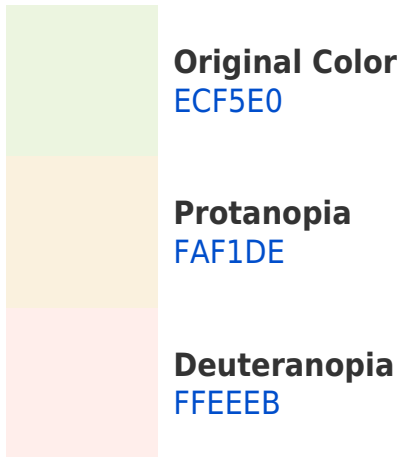 Original Color
ECF5E0
Protanopia
FAF1DE
Deuteranopia
FFEEEB